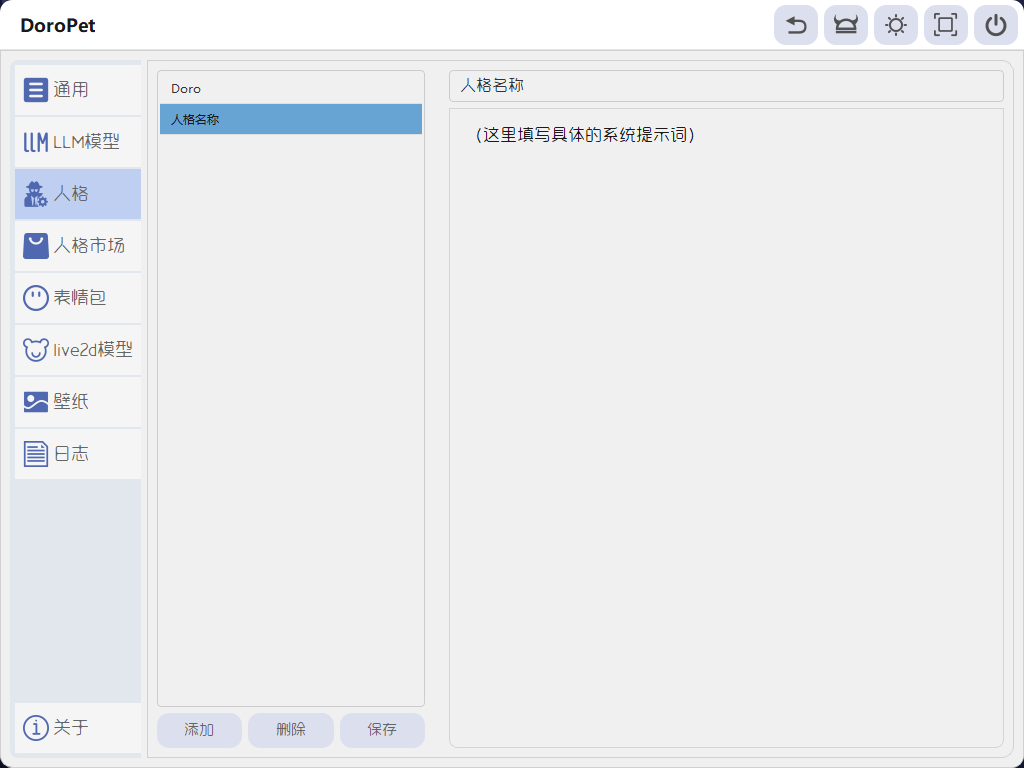 DoroPet
通用
LLM模型
人格
人格市场
表情包
live2d模型
壁纸
日志
关于
Doro
人格名称
添加
删除
保存
人格名称
(这里填写具体的系统提示词)